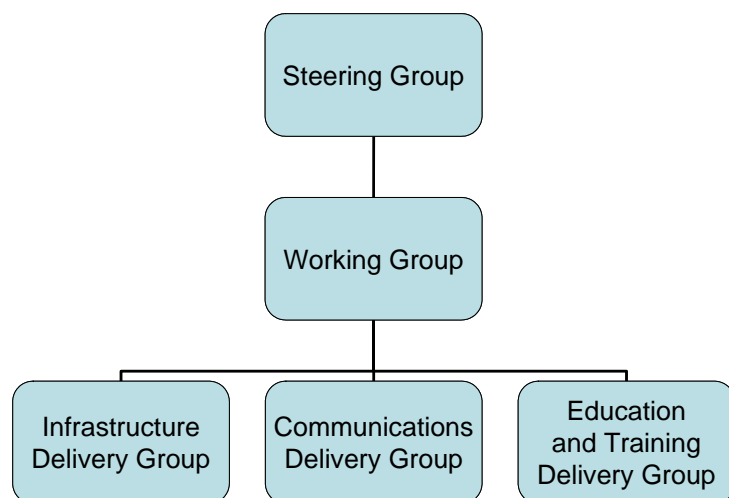 Steering Group
Working Group
Infrastructure
Delivery Group
Communications
Delivery Group
Education
and Training
Delivery Group